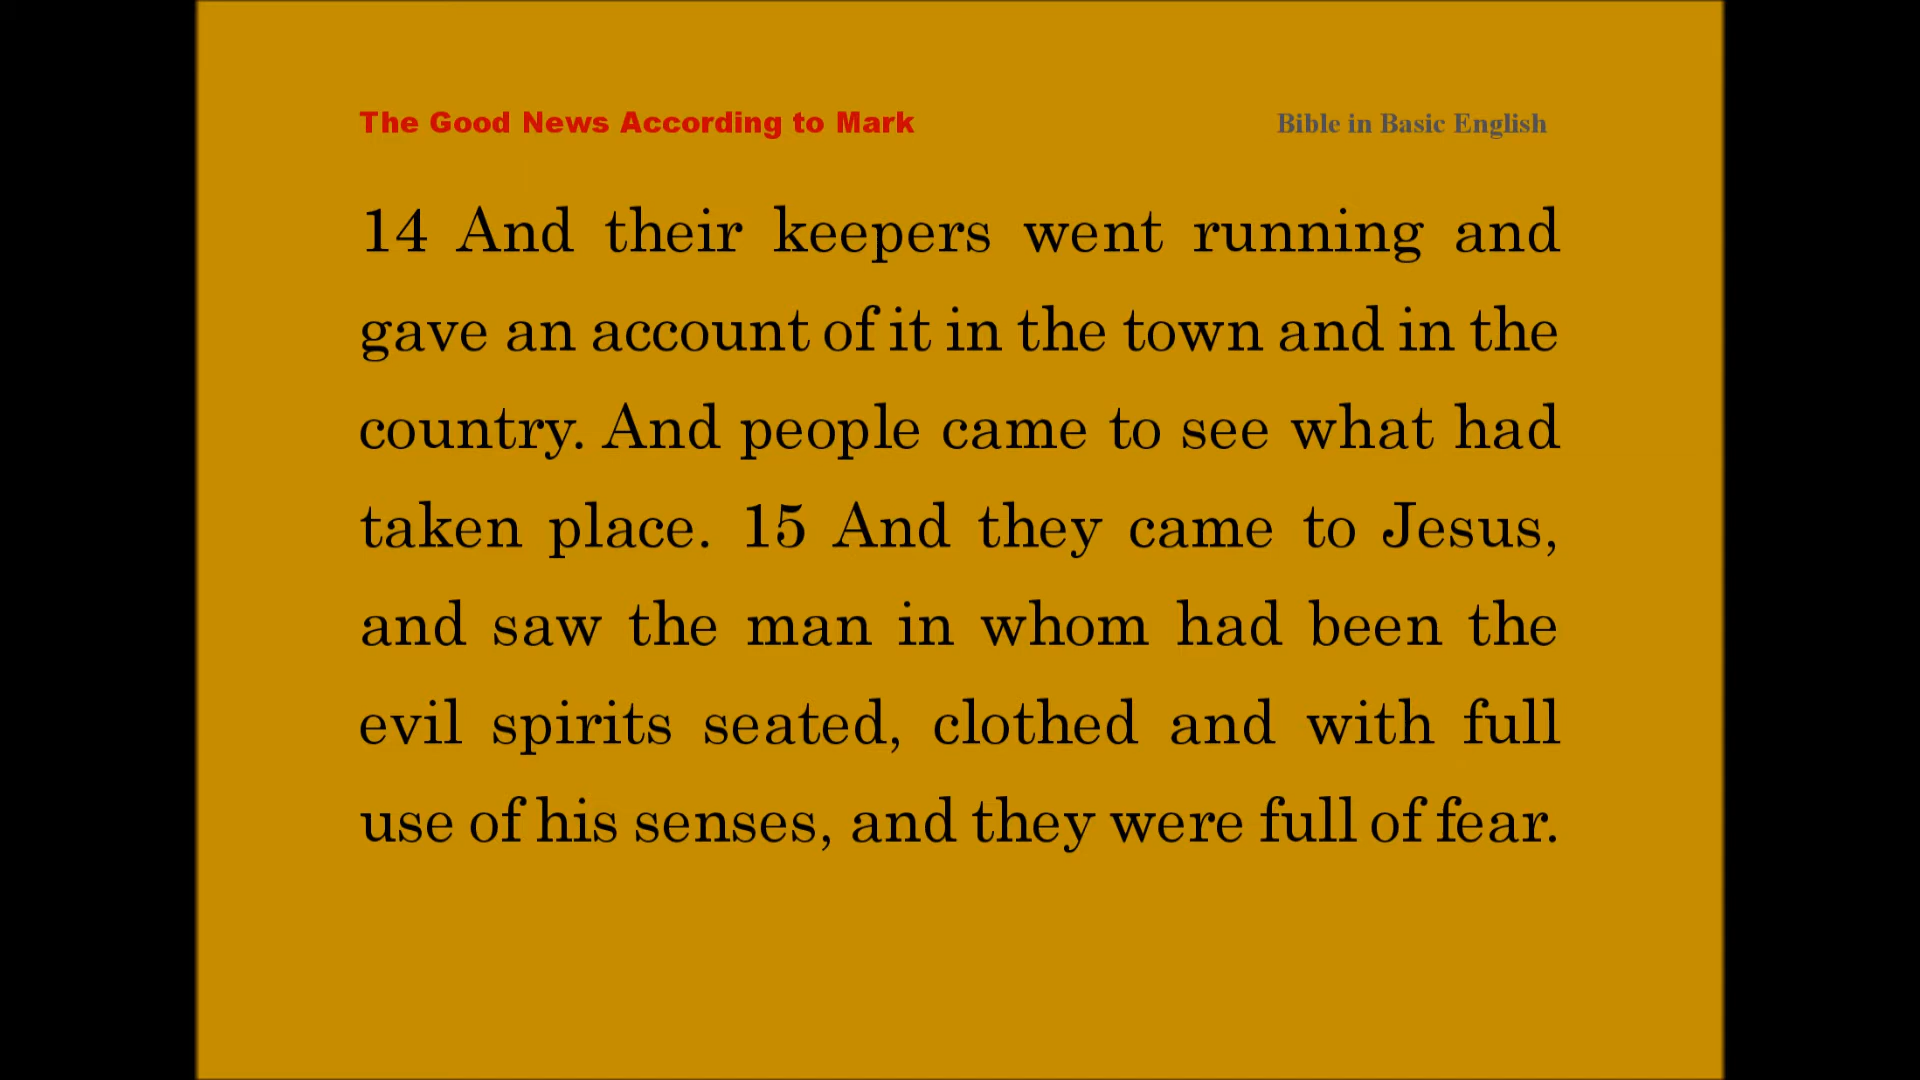 The Good News According to Mark
Bible in Basic English
14 And their keepers went running and
gave an account of it in the town and in the
country. And people came to see what had
taken place. 15 And they came to Jesus,
and saw the man in whom had been the
evil spirits seated, clothed and with full
use of his senses, and they were full of fear.